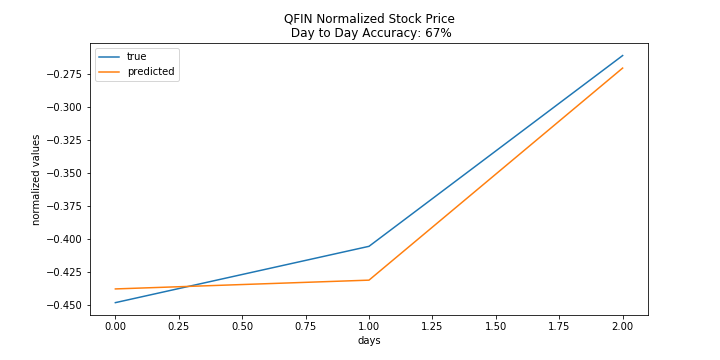 QFIN Normalized Stock Price
Day to Day Accuracy: 67%
true
predicted
normalized values
−0.275
−0.300
−0.325
−0.350
−0.375
−0.400
−0.425
−0.450
0.00 0.25 0.50 0.75 1.00 1.25 1.50 1.75 2.00
days